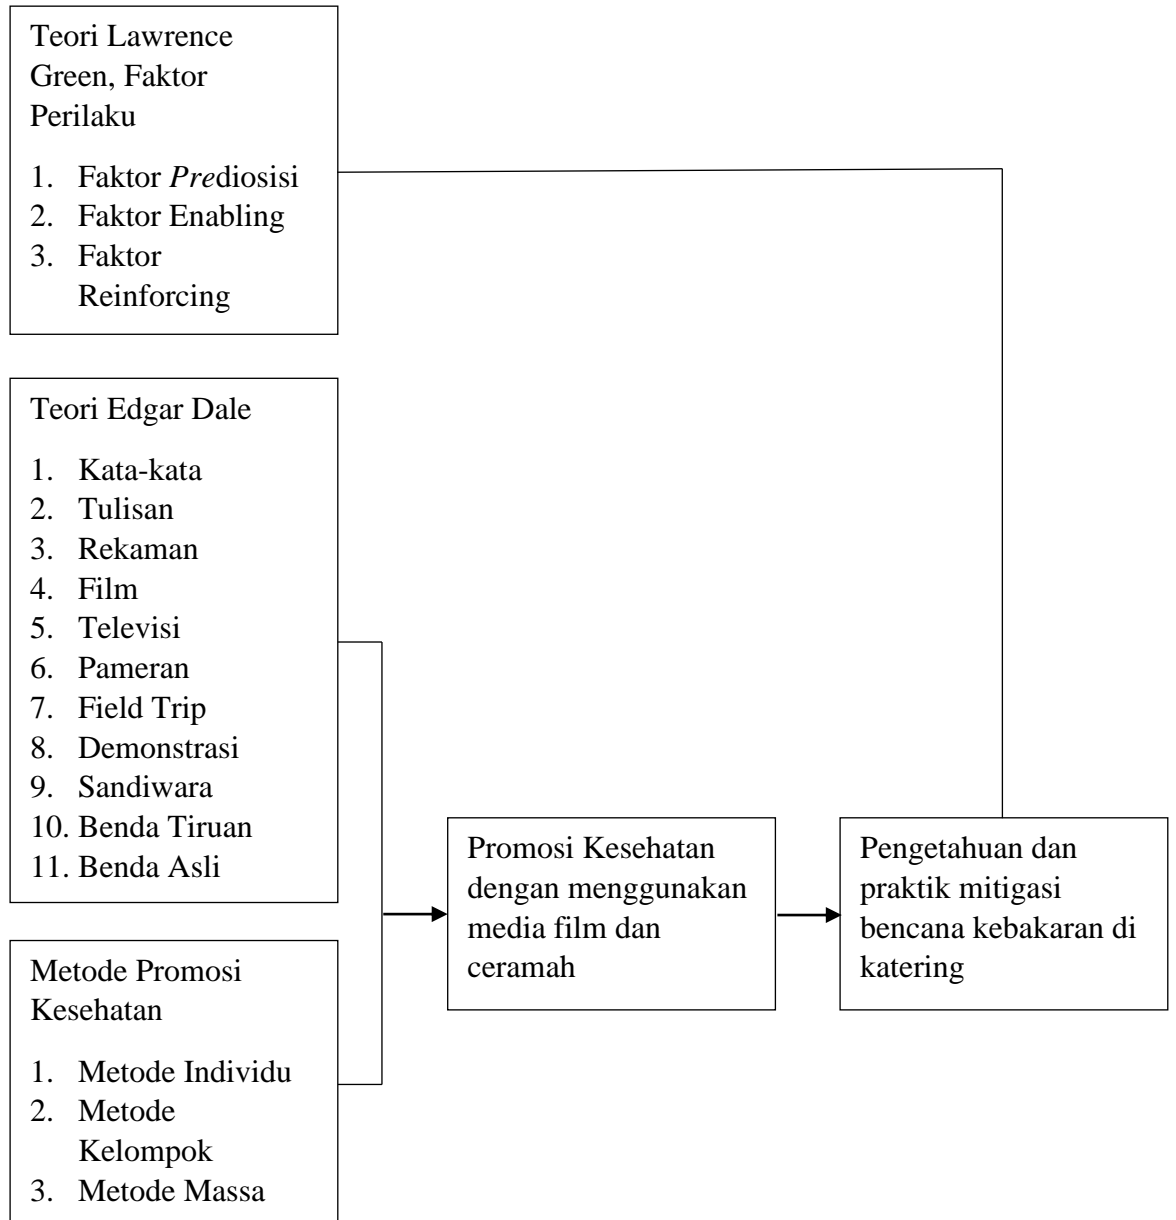 Teori Lawrence
Green, Faktor
Perilaku
1. Faktor Prediosisi
2. Faktor Enabling
3. Faktor
Reinforcing
Teori Edgar Dale
1. Kata-kata
2. Tulisan
3. Rekaman
4. Film
5. Televisi
6. Pameran
7. Field Trip
8. Demonstrasi
9. Sandiwara
10. Benda Tiruan
11. Benda Asli
Metode Promosi
Kesehatan
1. Metode Individu
2. Metode
Kelompok
3. Metode Massa
Promosi Kesehatan
dengan menggunakan
media film dan
ceramah
Pengetahuan dan
praktik mitigasi
bencana kebakaran di
katering